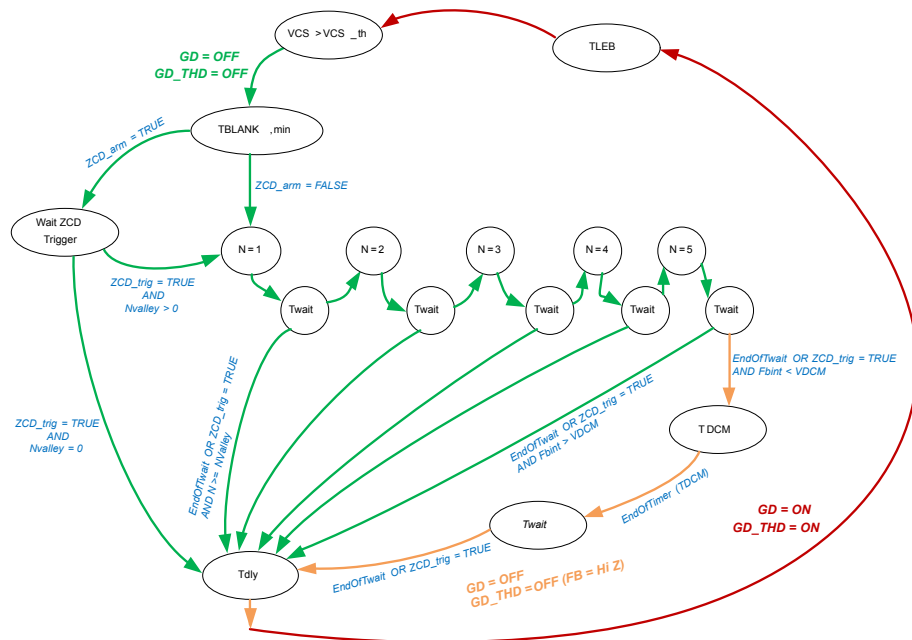 VCS > VCS _th
TLEB
GD = OFF
GD_THD = OFF
TBLANK , min
ZCD_arm = TRUE
ZCD_arm = FALSE
Wait ZCD
Trigger
N = 1
N = 2
N = 3
N = 4
N = 5
ZCD_trig = TRUE
AND
Nvalley > 0
Twait
Twait
Twait
Twait
Twait
EndOfTwait OR ZCD_trig = TRUE
AND Fbint < VDCM
ZCD_trig = TRUE
AND
Nvalley = 0
EndOfTwait OR ZCD_trig = TRUE
AND N >= NValley
EndOfTwait OR ZCD_trig = TRUE
AND Fbint > VDCM
T DCM
EndOfTimer (TDCM)
Twait
GD = ON
GD_THD = ON
EndOfTwait OR ZCD_trig = TRUE
Tdly
GD = OFF
GD_THD =OFF (FB = Hi Z)